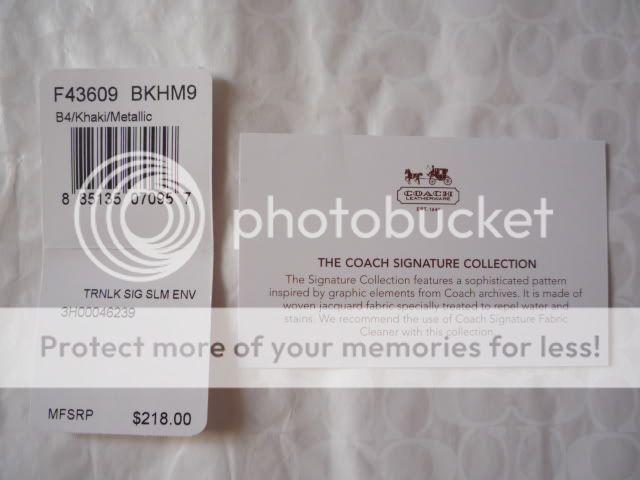 F43609 BKHM9
B4/Khaki/Metallic
8 35135 07095 7
TRNLK SIG SLM ENV
3H00046239
MFSRP $218.00
COACH
LEATHERWARE
EST. 1941
THE COACH SIGNATURE COLLECTION
The Signature Collection features a sophisticated pattern
inspired by graphic elements from Coach archives. It is made of
woven jacquard fabric specially treated to repel water and
stains. We recommend the use of Coach Signature Fabric
Cleaner with this collection.
photobucket
Protect more of your memories for less!